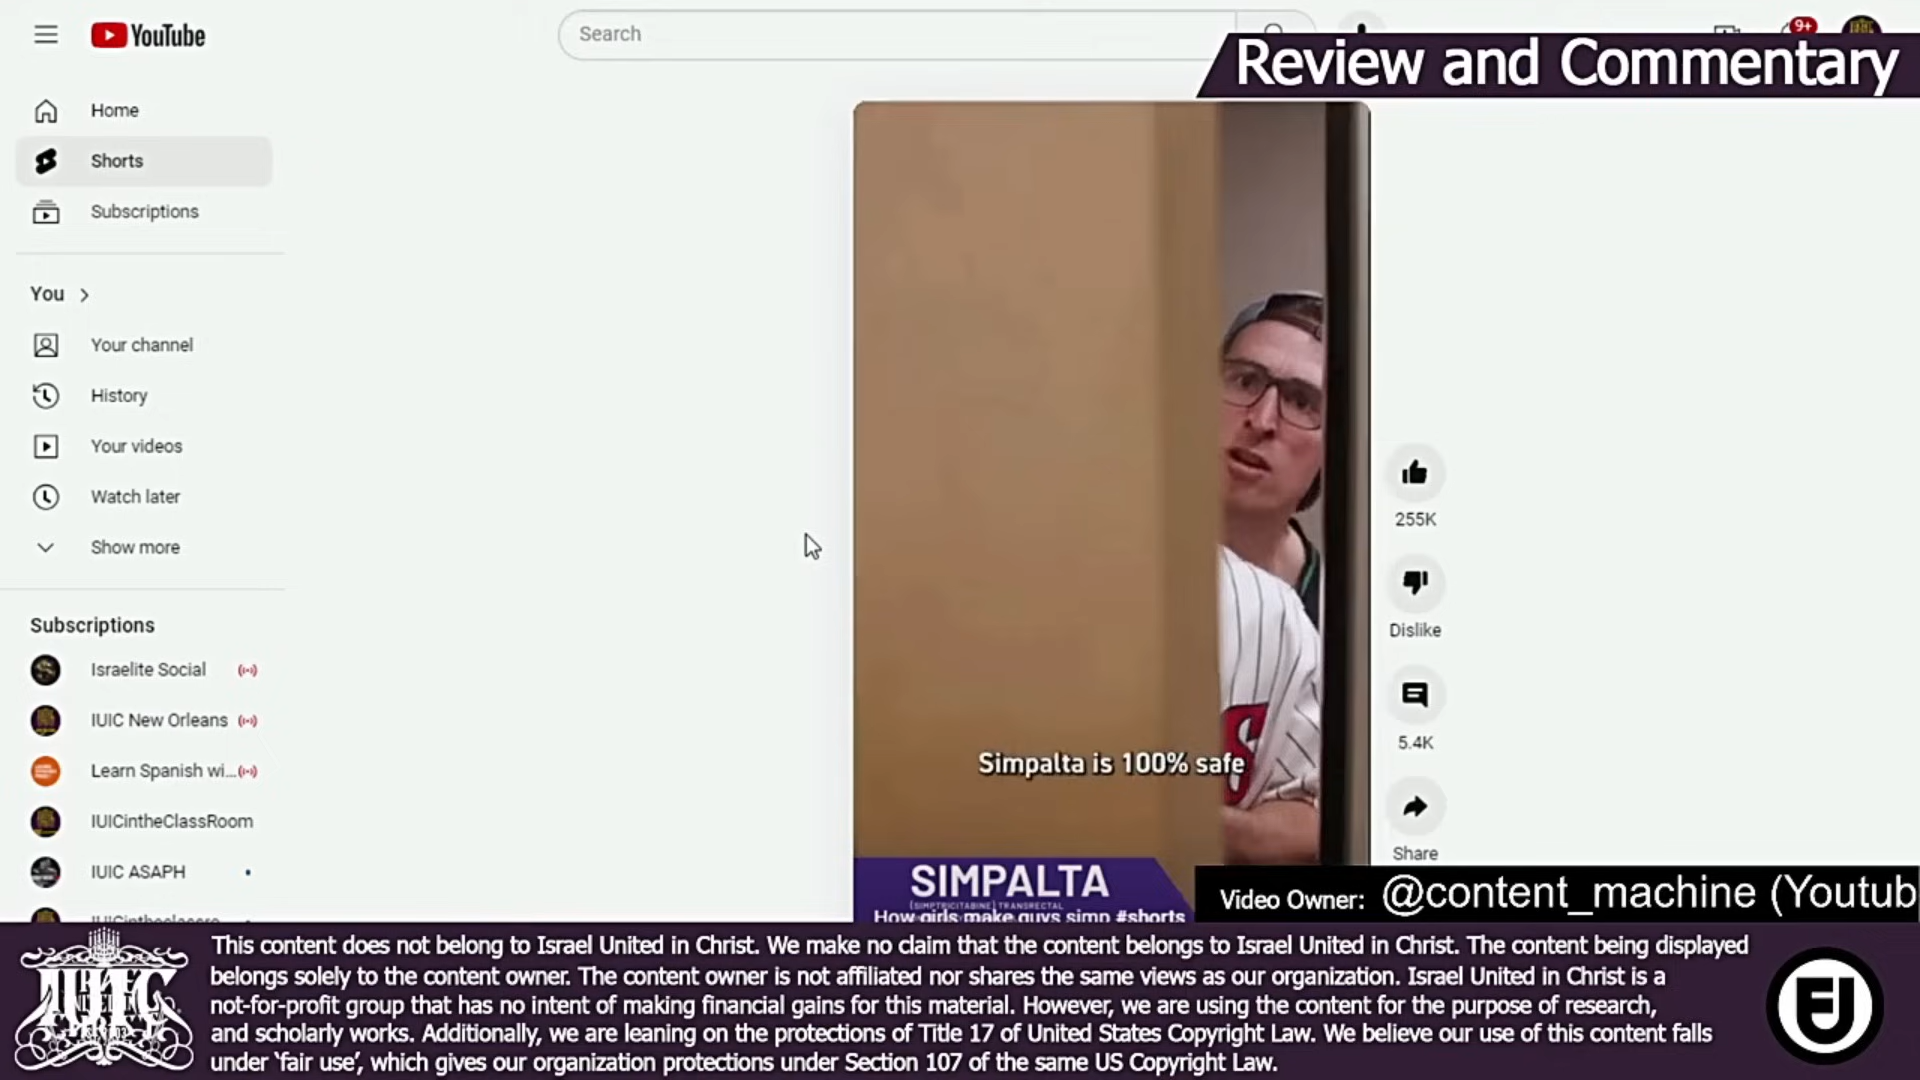 YouTube
Search
9+
Review and Commentary
Home
Shorts
Subscriptions
You
Your channel
History
Your videos
Watch later
Show more
Subscriptions
Israelite Social
IUIC New Orleans
Learn Spanish wi...
IUICintheClassRoom
IUIC ASAPH
255K
Dislike
5.4K
Share
Simpalta is 100% safe
SIMPALTA
(SIMPTRICITABINE) TRANSRECTAL
How girls make guys simp #shorts
Video Owner: @content_machine (Youtub
IUIC
This content does not belong to Israel United in Christ. We make no claim that the content belongs to Israel United in Christ. The content being displayed
belongs solely to the content owner. The content owner is not affiliated nor shares the same views as our organization. Israel United in Christ is a
not-for-profit group that has no intent of making financial gains for this material. However, we are using the content for the purpose of research,
and scholarly works. Additionally, we are leaning on the protections of Title 17 of United States Copyright Law. We believe our use of this content falls
under ‘fair use’, which gives our organization protections under Section 107 of the same US Copyright Law.